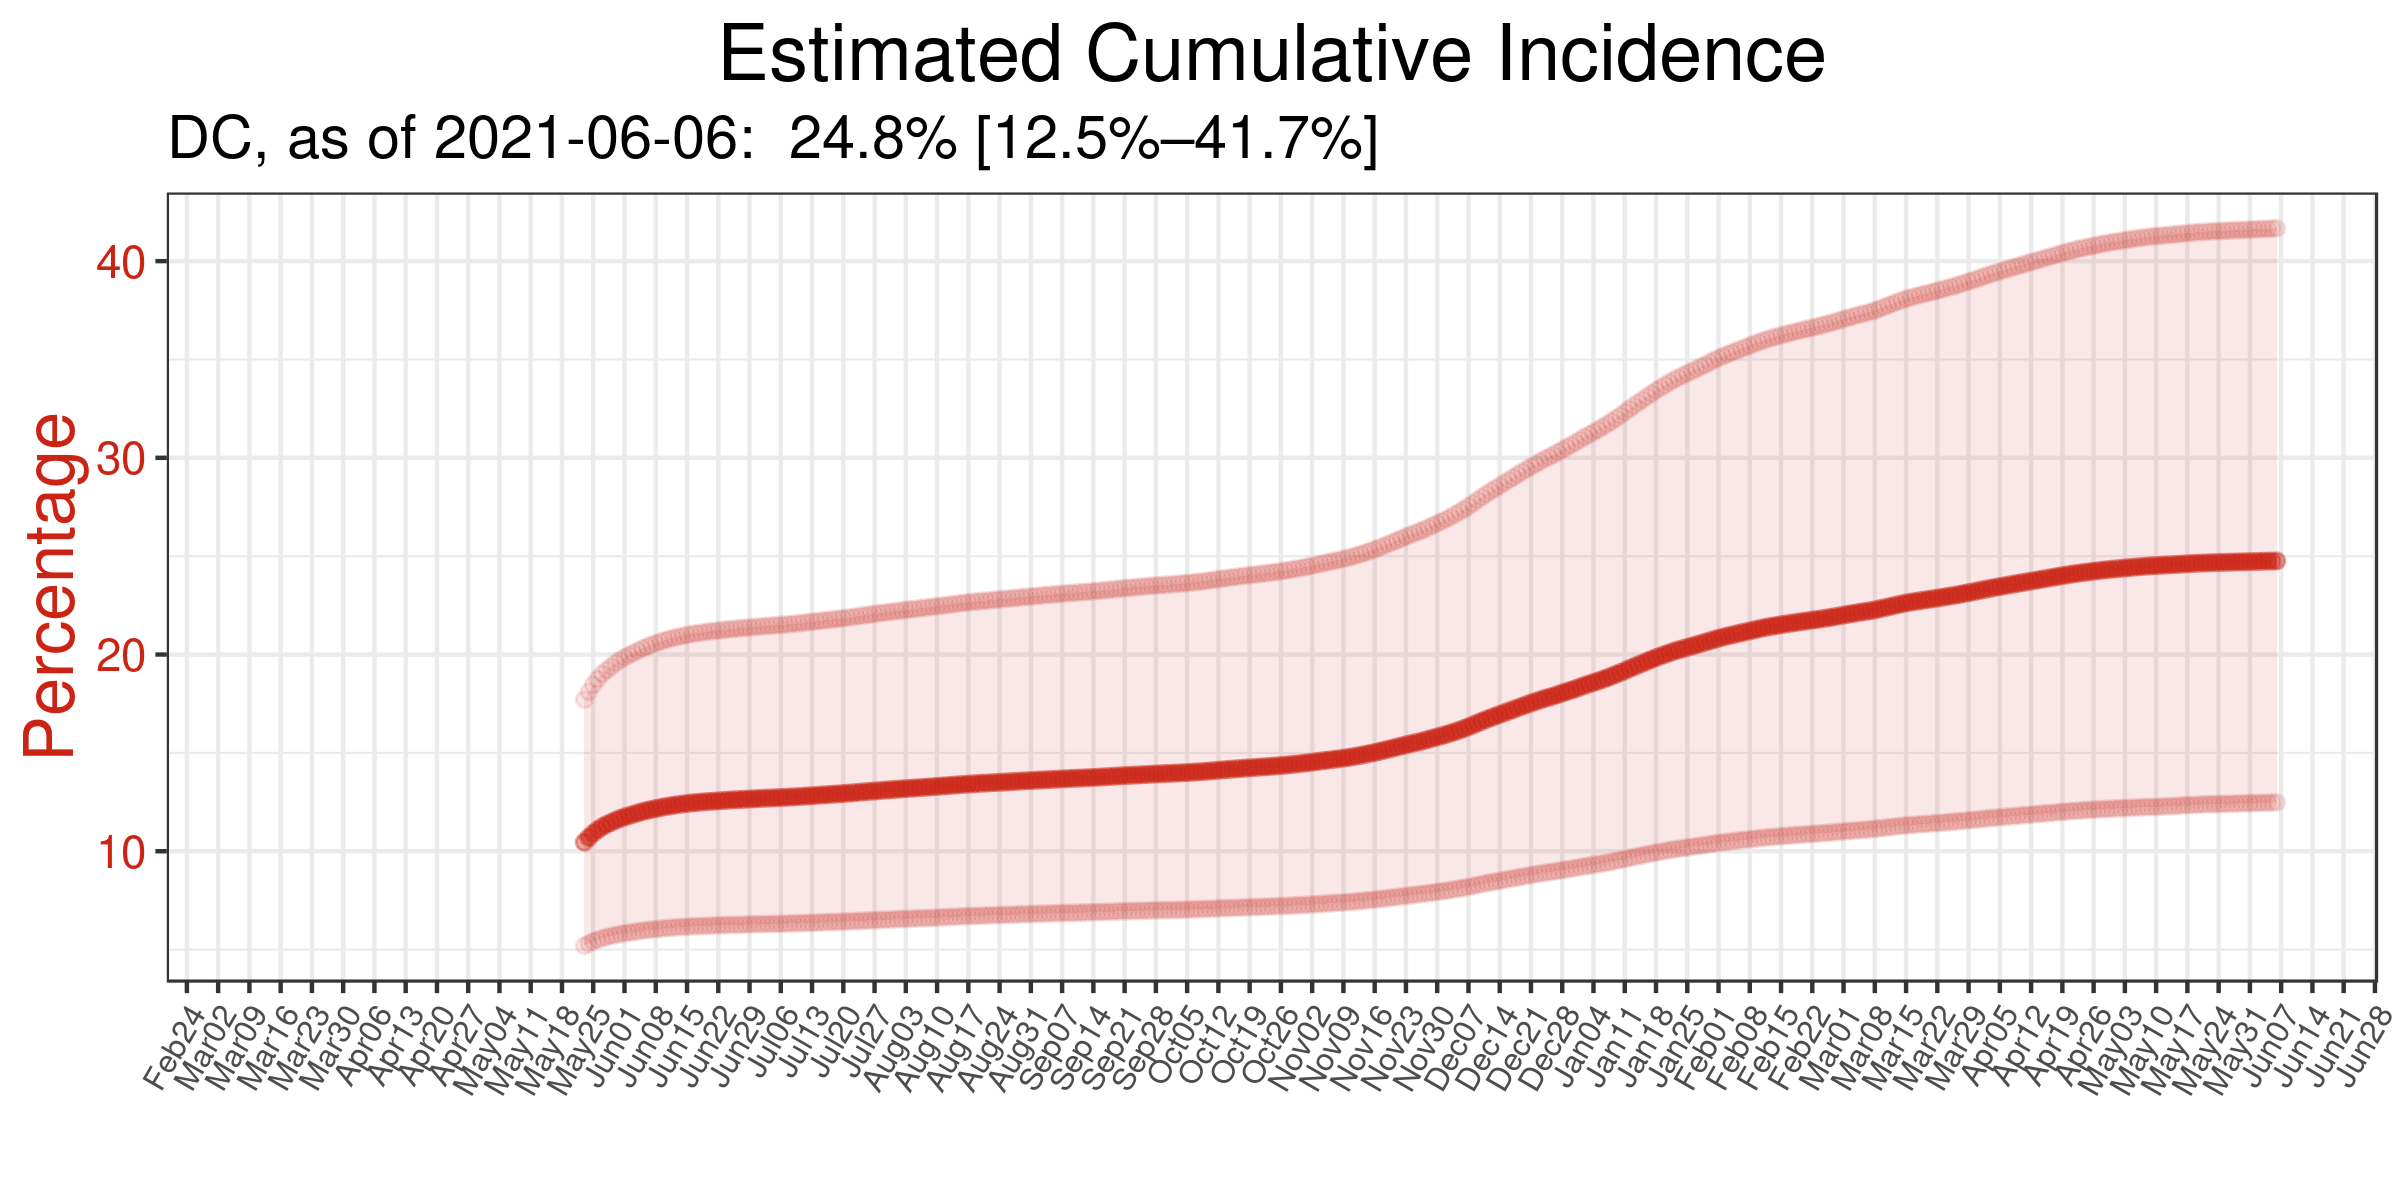 Estimated Cumulative Incidence
DC, as of 2021-06-06: 24.8% [12.5%–41.7%]
Percentage
40
30
20
10
Feb24
Mar02
Mar09
Mar16
Mar23
Mar30
Apr06
Apr13
Apr20
Apr27
May04
May11
May18
May25
Jun01
Jun08
Jun15
Jun22
Jun29
Jul06
Jul13
Jul20
Jul27
Aug03
Aug10
Aug17
Aug24
Aug31
Sep07
Sep14
Sep21
Sep28
Oct05
Oct12
Oct19
Oct26
Nov02
Nov09
Nov16
Nov23
Nov30
Dec07
Dec14
Dec21
Dec28
Jan04
Jan11
Jan18
Jan25
Feb01
Feb08
Feb15
Feb22
Mar01
Mar08
Mar15
Mar22
Mar29
Apr05
Apr12
Apr19
Apr26
May03
May10
May17
May24
May31
Jun07
Jun14
Jun21
Jun28